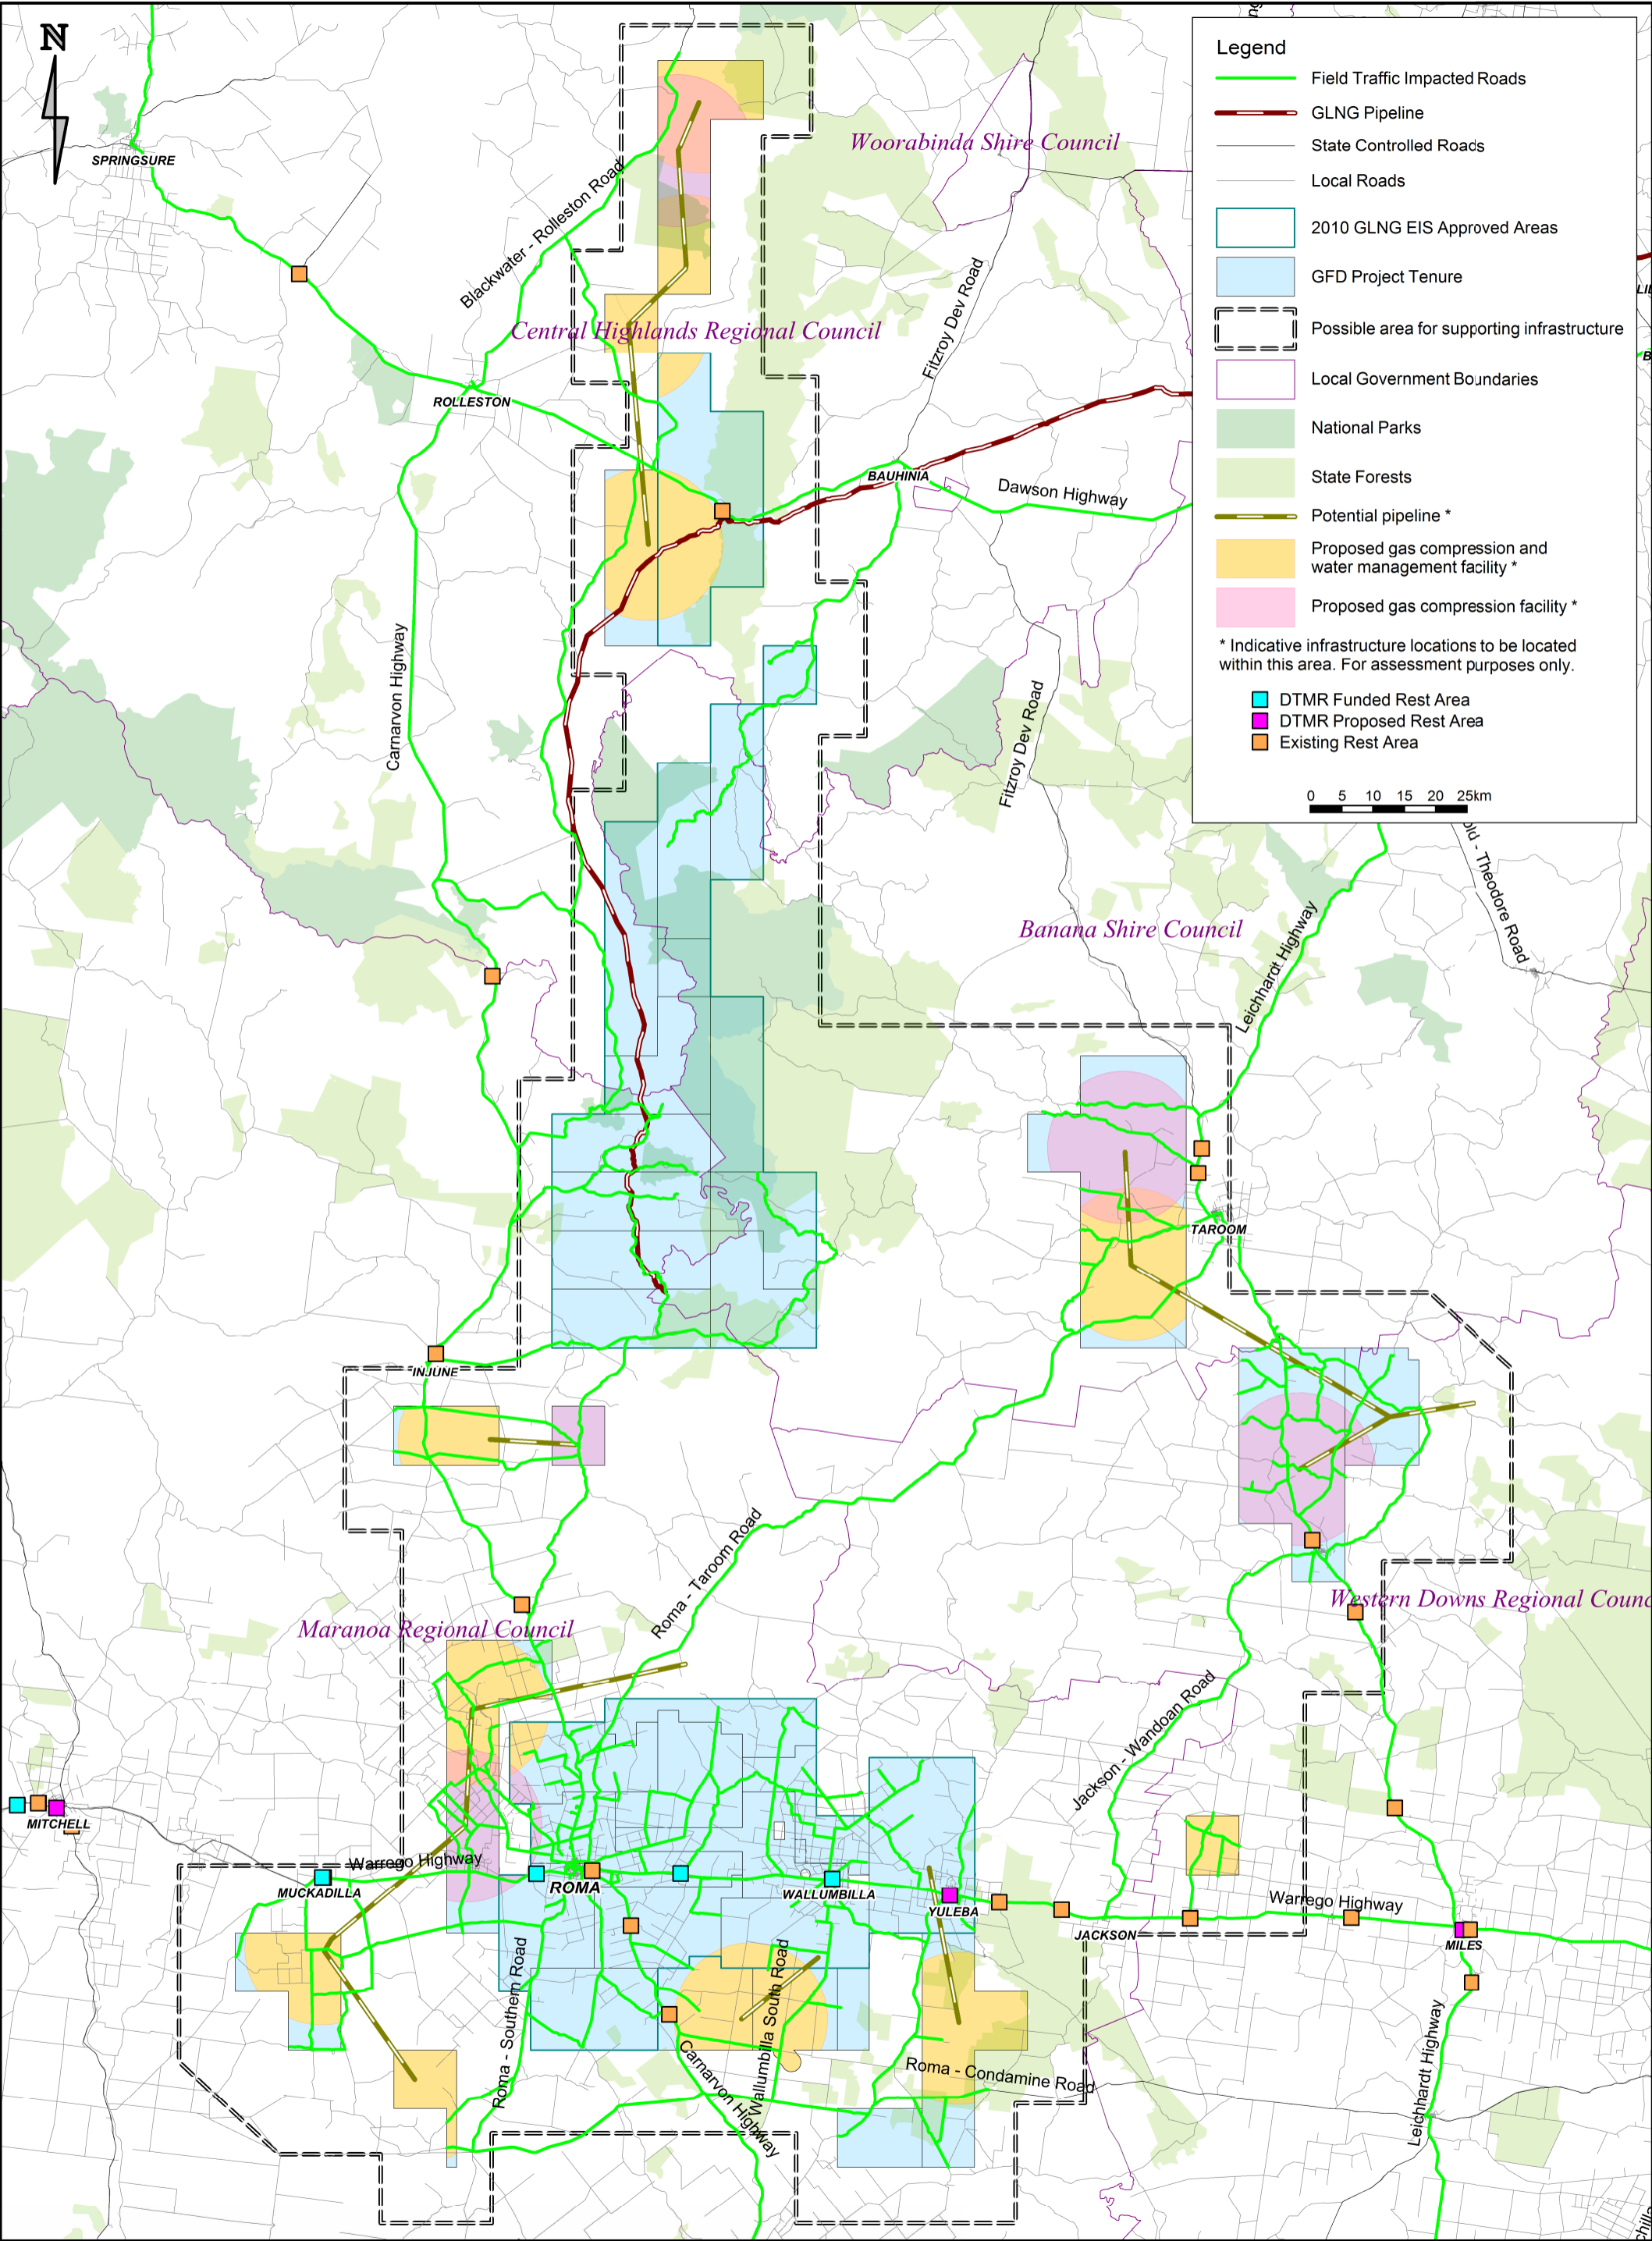 N
Legend
Field Traffic Impacted Roads
GLNG Pipeline
State Controlled Roads
Local Roads
2010 GLNG EIS Approved Areas
GFD Project Tenure
Possible area for supporting infrastructure
Local Government Boundaries
National Parks
State Forests
Potential pipeline *
Proposed gas compression and
water management facility *
Proposed gas compression facility *
* Indicative infrastructure locations to be located
within this area. For assessment purposes only.
DTMR Funded Rest Area
DTMR Proposed Rest Area
Existing Rest Area
0 5 10 15 20 25km
SPRINGSURE
Woorabinda Shire Council
Blackwater - Rolleston Road
Central Highlands Regional Council
Fitzroy Dev Road
ROLLESTON
BAUHINIA
Dawson Highway
Carnarvon Highway
Fitzroy Dev Road
old - Theodore Road
Banana Shire Council
Leichhardt Highway
TAROOM
INJUNE
Roma - Taroom Road
Maranoa Regional Council
Western Downs Regional Counc
Jackson - Wandoan Road
MITCHELL
Warrego Highway
MUCKADILLA
ROMA
WALLUMBILLA
YULEBA
JACKSON
Warrego Highway
MILES
Roma - Southern Road
Wallumbilla South Road
Carnarvon Highway
Roma - Condamine Road
Leichhardt Highway